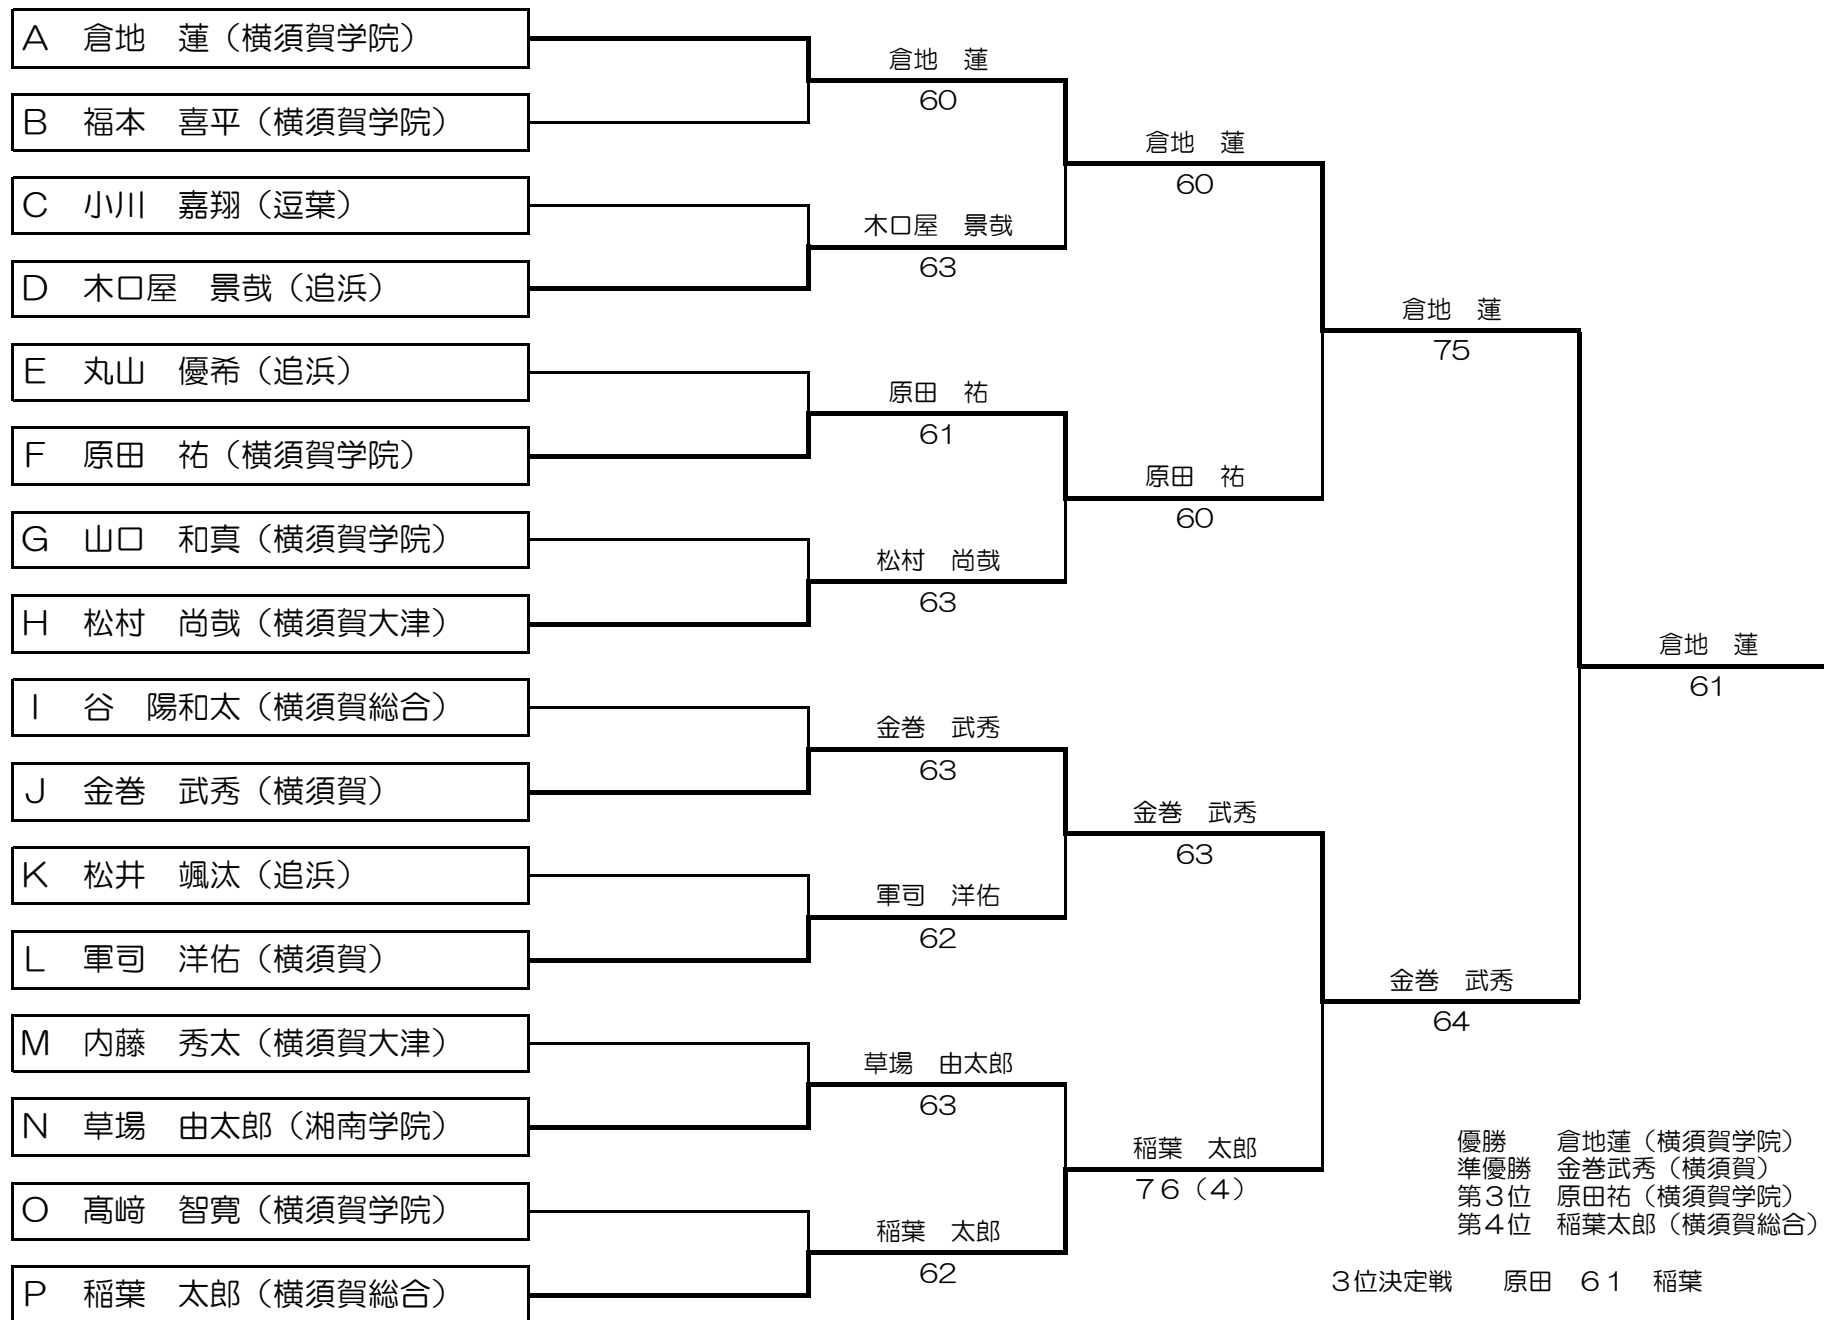 A　倉地　蓮（横須賀学院）
B　福本　喜平（横須賀学院）
C　小川　嘉翔（逗葉）
D　木口屋　景哉（追浜）
E　丸山　優希（追浜）
F　原田　祐（横須賀学院）
G　山口　和真（横須賀学院）
H　松村　尚哉（横須賀大津）
I　谷　陽和太（横須賀総合）
J　金巻　武秀（横須賀）
K　松井　颯汰（追浜）
L　軍司　洋佑（横須賀）
M　内藤　秀太（横須賀大津）
N　草場　由太郎（湘南学院）
O　髙﨑　智寛（横須賀学院）
P　稲葉　太郎（横須賀総合）
倉地　蓮
60
木口屋　景哉
63
原田　祐
61
松村　尚哉
63
金巻　武秀
63
軍司　洋佑
62
草場　由太郎
63
稲葉　太郎
62
倉地　蓮
60
原田　祐
60
金巻　武秀
63
稲葉　太郎
７６（４）
倉地　蓮
75
金巻　武秀
64
倉地　蓮
61
優勝　　倉地蓮（横須賀学院）
準優勝　金巻武秀（横須賀）
第３位　原田祐（横須賀学院）
第４位　稲葉太郎（横須賀総合）
３位決定戦　　原田　６１　稲葉